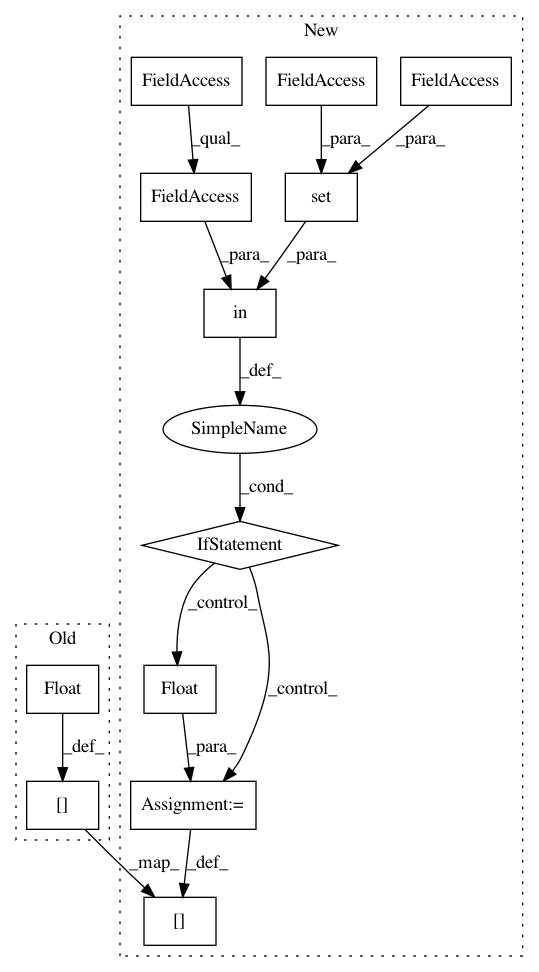 New
FieldAccess
FieldAccess
FieldAccess
_qual_
_para_
_para_
FieldAccess
set
_para_
_para_
in
_def_
SimpleName
_cond_
IfStatement
_control_
Old
Float
Float
_control_
_def_
_para_
[]
Assignment:=
_map_
_def_
[]